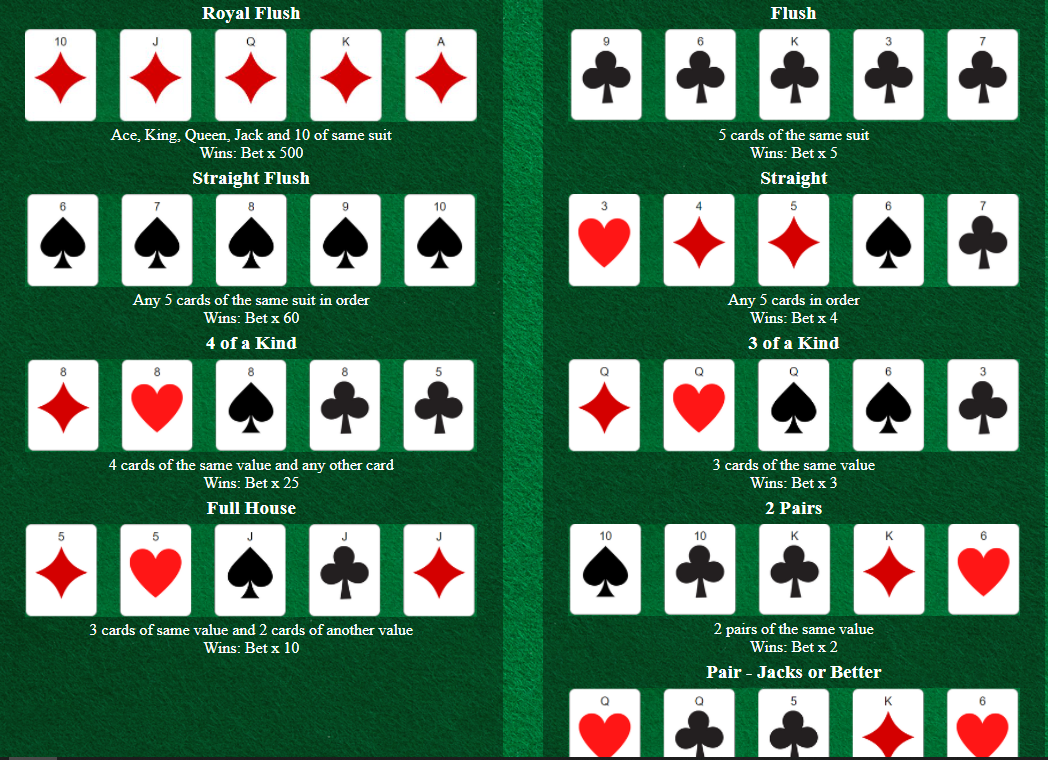 Royal Flush
10 J Q K A
Ace, King, Queen, Jack and 10 of same suit
Wins: Bet x 500
Straight Flush
6 7 8 9 10
Any 5 cards of the same suit in order
Wins: Bet x 60
4 of a Kind
8 8 8 8 5
4 cards of the same value and any other card
Wins: Bet x 25
Full House
5 5 J J J
3 cards of same value and 2 cards of another value
Wins: Bet x 10
Flush
9 6 K 3 7
5 cards of the same suit
Wins: Bet x 5
Straight
3 4 5 6 7
Any 5 cards in order
Wins: Bet x 4
3 of a Kind
Q Q Q 6 3
3 cards of the same value
Wins: Bet x 3
2 Pairs
10 10 K K 6
2 pairs of the same value
Wins: Bet x 2
Pair - Jacks or Better
Q Q 5 K 6